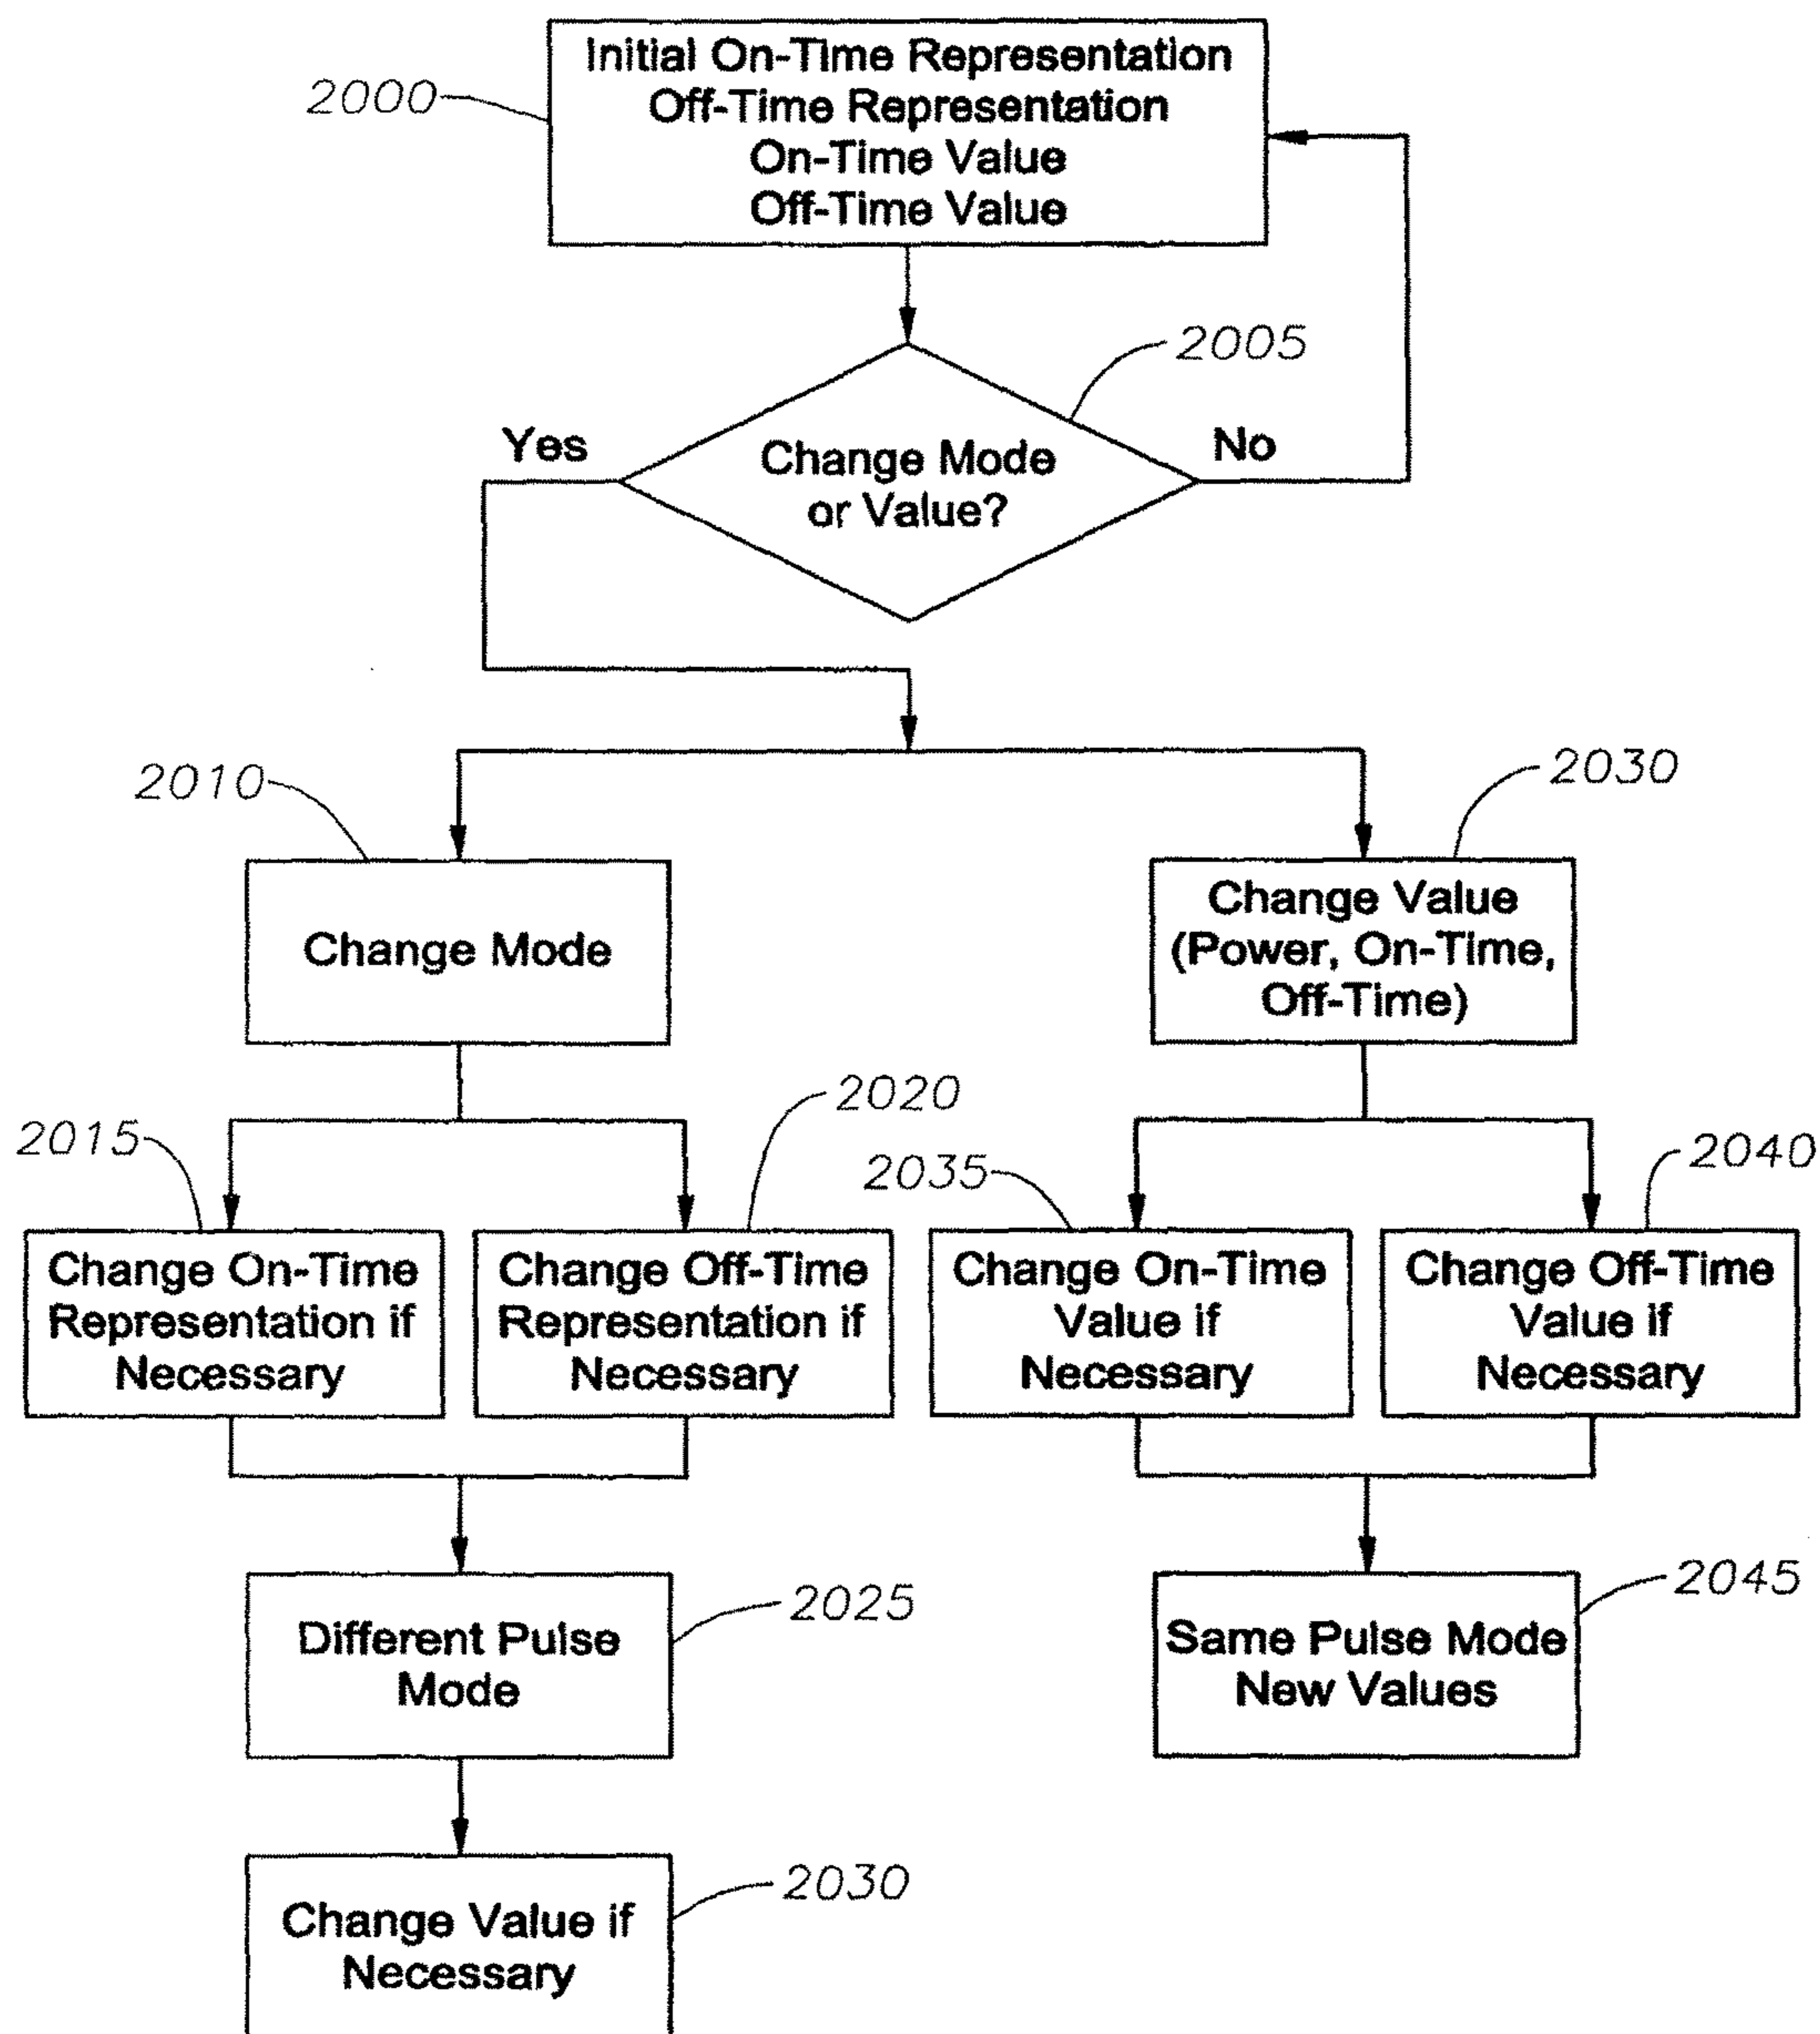 Initial On-Time Representation
Off-Time Representation
On-Time Value
Off-Time Value
2000
2005
Yes
Change Mode
or Value?
No
2010
2030
Change Mode
Change Value
(Power, On-Time,
Off-Time)
2015
2020
2035
2040
Change On-Time
Representation if
Necessary
Change Off-Time
Representation if
Necessary
Change On-Time
Value if
Necessary
Change Off-Time
Value if
Necessary
Different Pulse
Mode
2025
Same Pulse Mode
New Values
2045
Change Value if
Necessary
2030